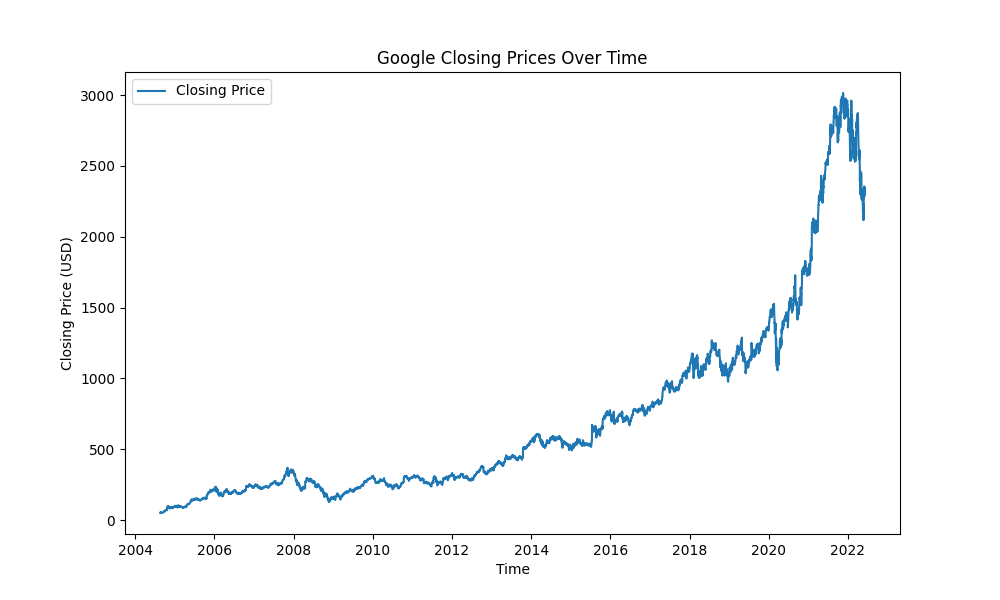 Google Closing Prices Over Time
Closing Price
3000
2500
2000
1500
1000
500
0
Closing Price (USD)
2004 2006 2008 2010 2012 2014 2016 2018 2020 2022
Time